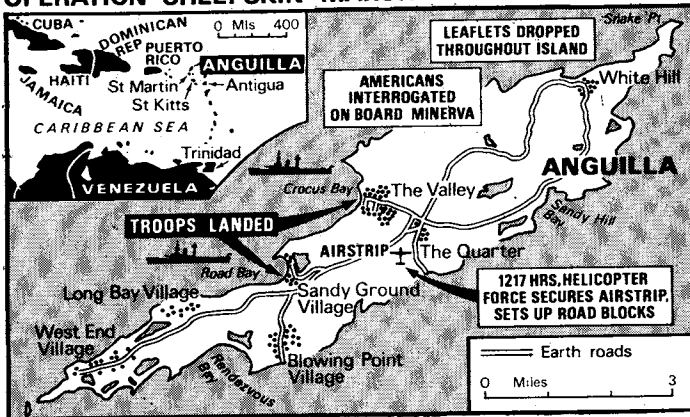 OPERATION SHEEPSKIN
CUBA
DOMINICAN
REP
PUERTO
RICO
0 Mls 400
ANGUILLA
HAITI
JAMAICA
St Martin
St Kitts
Antigua
CARIBBEAN SEA
Trinidad
VENEZUELA
LEAFLETS DROPPED
THROUGHOUT ISLAND
Snake Pt
White Hill
AMERICANS
INTERROGATED
ON BOARD MINERVA
ANGUILLA
Crocus Bay
The Valley
Sandy Hill
Bay
TROOPS LANDED
AIRSTRIP
The Quarter
Road Bay
Sandy Ground
Village
Long Bay Village
1217 HRS, HELICOPTER
FORCE SECURES AIRSTRIP,
SETS UP ROAD BLOCKS
West End
Village
Rendezvous
Bay
Blowing Point
Village
Earth roads
0 Miles 3